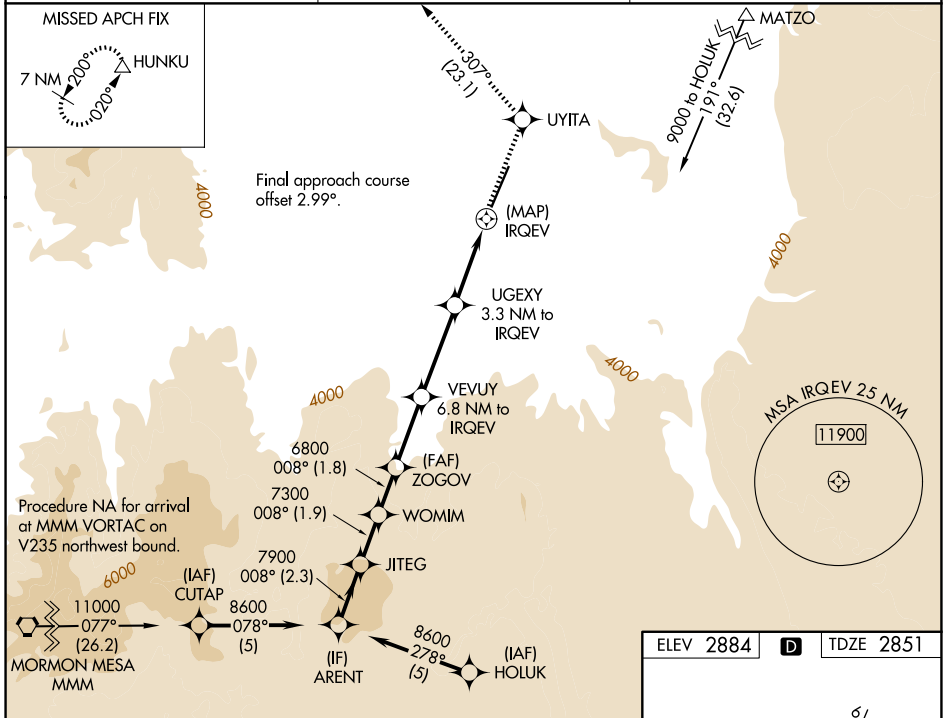 MISSED APCH FIX
HUNKU
7 NM
200°
020°
307°
(23.1)
UYITA
MATZO
9000 to HOLUK
191°
(32.6)
4000
Final approach course
offset 2.99°.
(MAP)
IRQEV
4000
UGEXY
3.3 NM to
IRQEV
4000
4000
VEVUY
6.8 NM to
IRQEV
MSA IRQEV 25 NM
11900
6800
008° (1.8)
(FAF)
ZOGOV
7300
008° (1.9)
WOMIM
Procedure NA for arrival
at MMM VORTAC on
V235 northwest bound.
7900
008° (2.3)
JITEG
6000
(IAF)
CUTAP
11000
077°
(26.2)
8600
078°
(5)
MORMON MESA
MMM
(IF)
ARENT
8600
278°
(5)
(IAF)
HOLUK
ELEV 2884
D
TDZE 2851